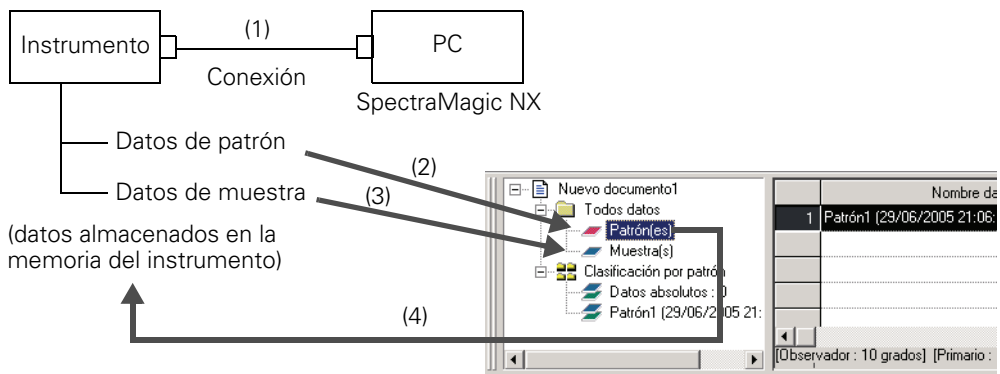 Instrumento
(1)
PC
Conexión
SpectraMagic NX
Datos de patrón
(2)
Datos de muestra
(3)
(datos almacenados en la
memoria del instrumento)
(4)
Nuevo documento1
Todos datos
Patrón(es)
Muestra(s)
Clasificación por patrón
Datos absolutos : 0
Patrón1 (29/06/2005 21:
Nombre da
1 Patrón1 (29/06/2005 21:06:
[Observador : 10 grados] [Primario :